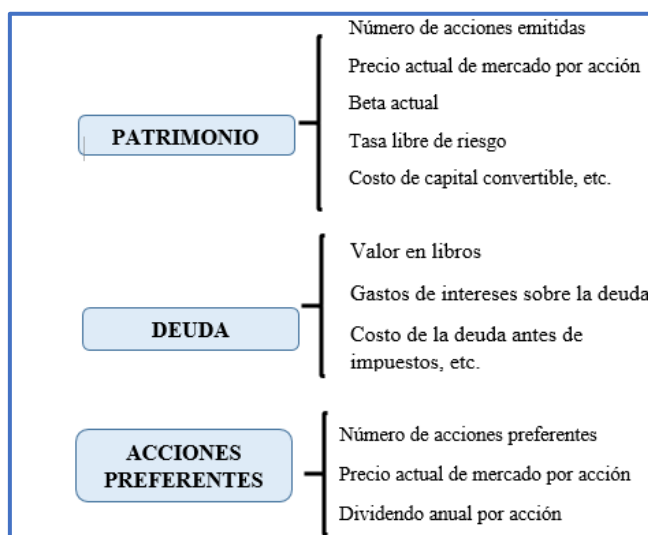 PATRIMONIO
Número de acciones emitidas
Precio actual de mercado por acción
Beta actual
Tasa libre de riesgo
Costo de capital convertible, etc.
DEUDA
Valor en libros
Gastos de intereses sobre la deuda
Costo de la deuda antes de
impuestos, etc.
ACCIONES
PREFERENTES
Número de acciones preferentes
Precio actual de mercado por acción
Dividendo anual por acción